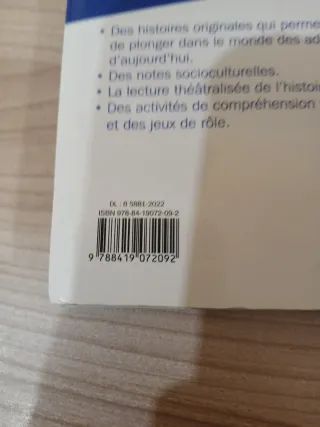 • Des histoires originales qui perme
de plonger dans le monde des ad
d'aujourd'hui.
• Des notes socioculturelles.
• La lecture théâtralisée de l'histoi
• Des activités de compréhension
et des jeux de rôle.
DL : B 5881-2022
ISBN 978-84-19072-09-2
9 788419 072092